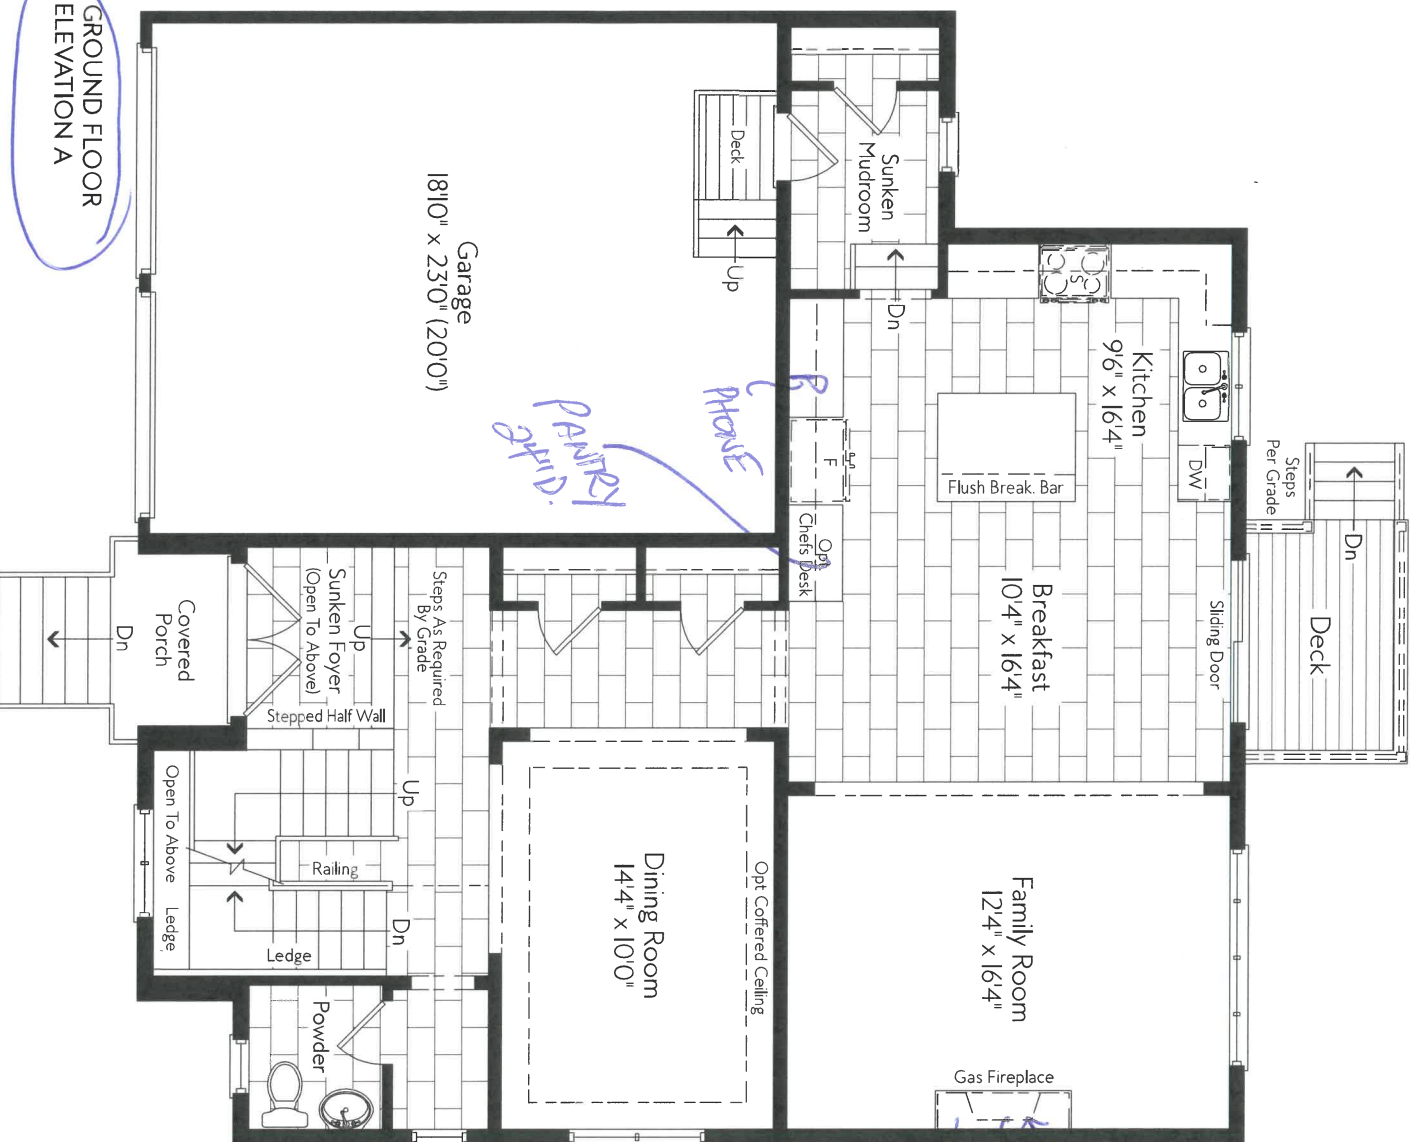 GROUND FLOOR
ELEVATION A
Garage
18'10" x 23'0" (20'0")
Deck
Up
Sunken
Mudroom
Dn
S
Kitchen
9'6" x 16'4"
DW
Flush Break. Bar
F
Opt
Chefs Desk
PHONE
PANTRY
24"D.
Steps
Per Grade
Dn
Deck
Sliding Door
Breakfast
10'4" x 16'4"
Covered
Porch
Dn
Sunken Foyer
(Open To Above)
Up
Steps As Required
By Grade
Stepped Half Wall
Open To Above
Ledge
Up
Railing
Dn
Ledge
Powder
Dining Room
14'4" x 10'0"
Opt Coffered Ceiling
Family Room
12'4" x 16'4"
Gas Fireplace